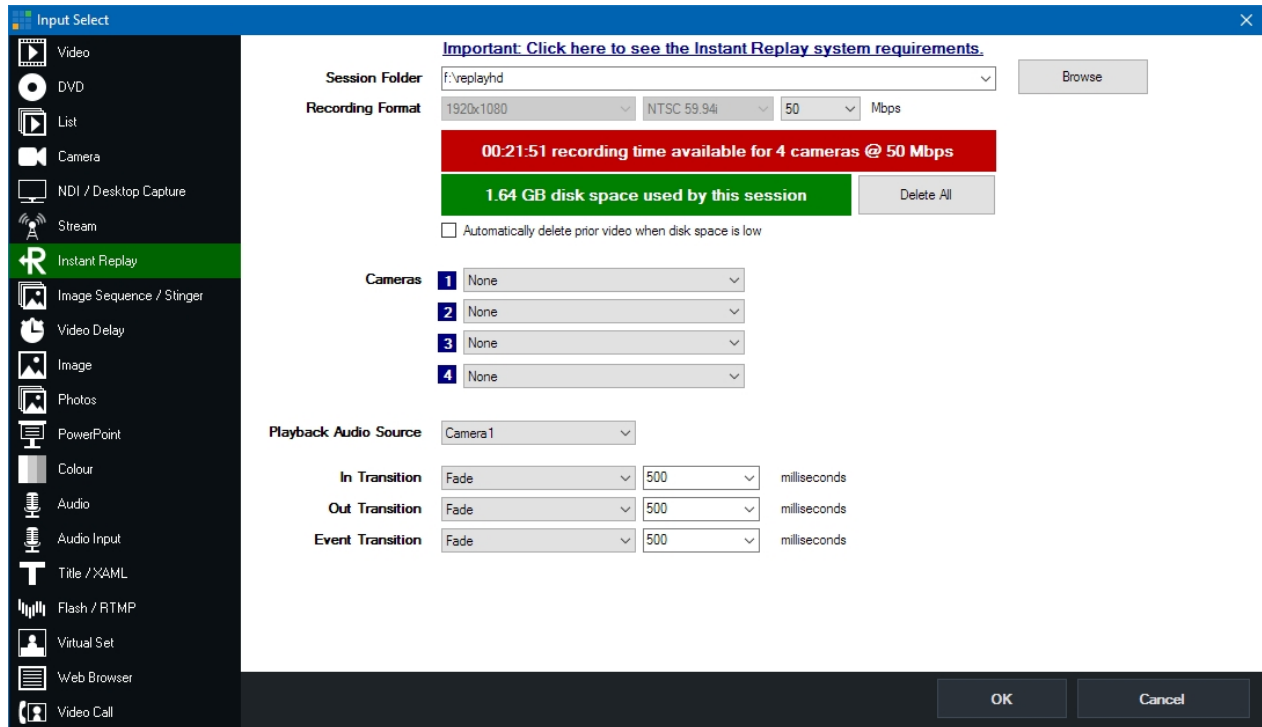 Input Select
Video
DVD
List
Camera
NDI / Desktop Capture
Stream
Instant Replay
Image Sequence / Stinger
Video Delay
Image
Photos
PowerPoint
Colour
Audio
Audio Input
Title / XAML
Flash / RTMP
Virtual Set
Web Browser
Video Call
Important: Click here to see the Instant Replay system requirements.
Session Folder f:\replayhd Browse
Recording Format 1920x1080 NTSC 59.94i 50 Mbps
00:21:51 recording time available for 4 cameras @ 50 Mbps
1.64 GB disk space used by this session Delete All
Automatically delete prior video when disk space is low
Cameras 1 None
2 None
3 None
4 None
Playback Audio Source Camera1
In Transition Fade 500 milliseconds
Out Transition Fade 500 milliseconds
Event Transition Fade 500 milliseconds
OK Cancel